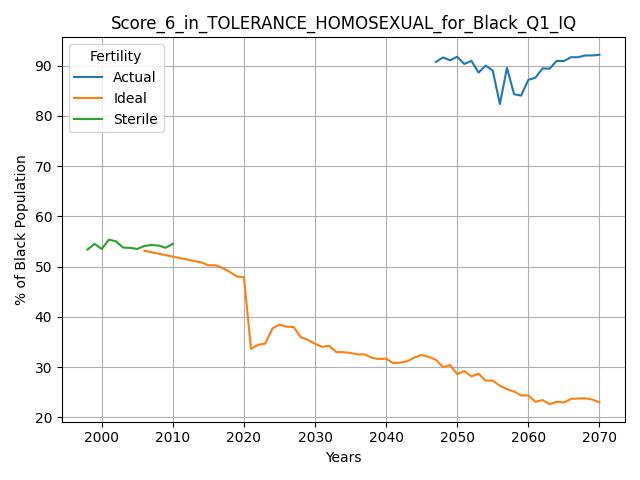 Score_6_in_TOLERANCE_HOMOSEXUAL_for_Black_Q1_IQ
Fertility
Actual
Ideal
Sterile
% of Black Population
90
80
70
60
50
40
30
20
2000
2010
2020
2030
2040
2050
2060
2070
Years